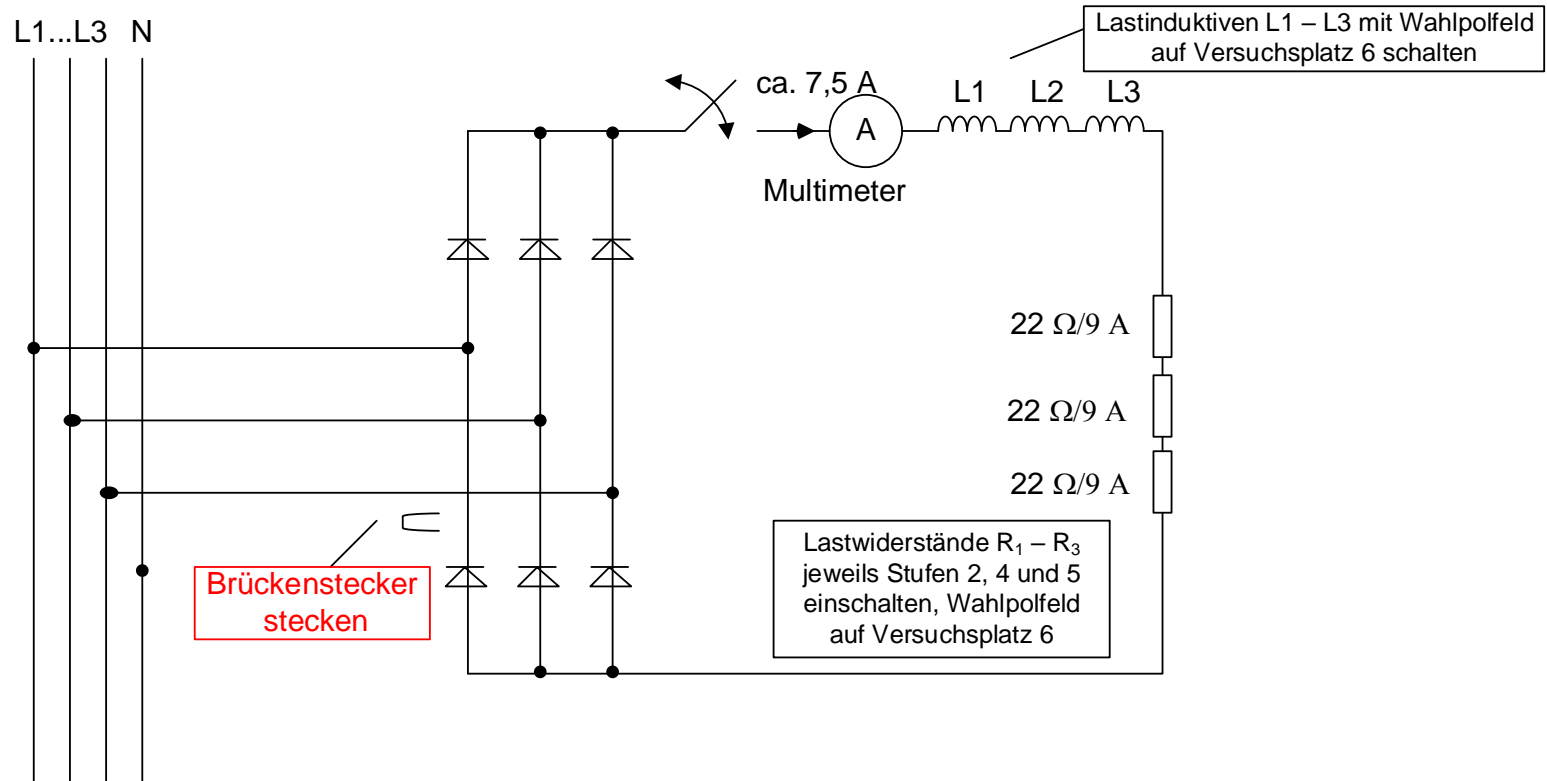 L1...L3 N
Lastinduktiven L1 – L3 mit Wahlpolfeld
auf Versuchsplatz 6 schalten
ca. 7,5 A
L1 L2 L3
A
Multimeter
22 Ω/9 A
22 Ω/9 A
22 Ω/9 A
Brückenstecker
stecken
Lastwiderstände R₁ – R₃
jeweils Stufen 2, 4 und 5
einschalten, Wahlpolfeld
auf Versuchsplatz 6